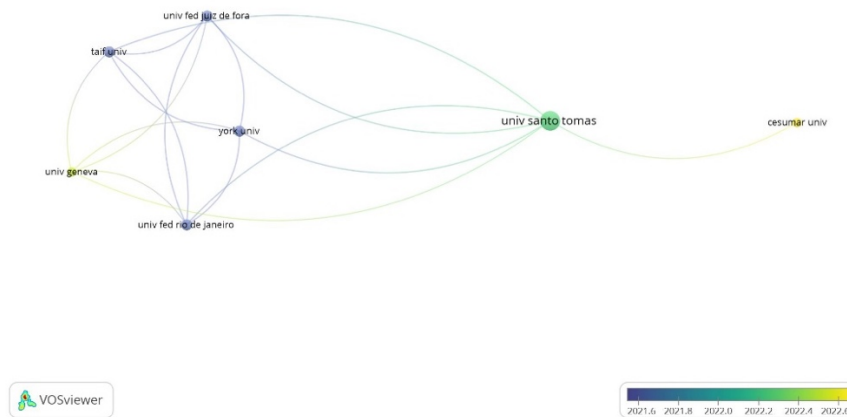 univ fed juiz de fora
taif univ
york univ
univ santo tomas
cesumar univ
univ geneva
univ fed rio de janeiro
VOSviewer
2021.6 2021.8 2022.0 2022.2 2022.4